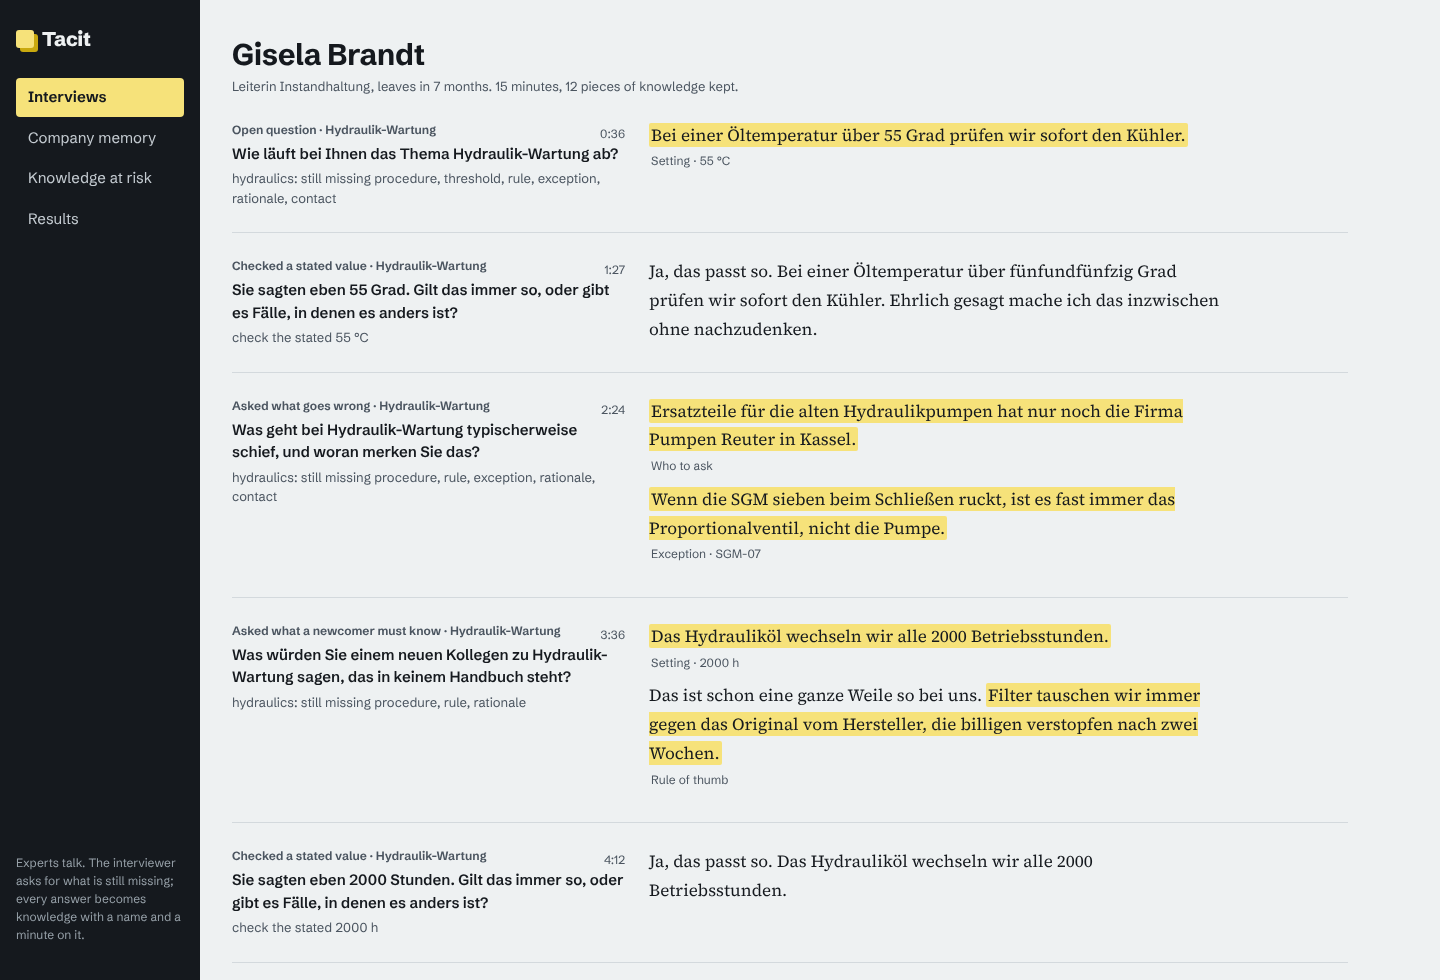 Tacit
Interviews
Company memory
Knowledge at risk
Results
Experts talk. The interviewer
asks for what is still missing;
every answer becomes
knowledge with a name and a
minute on it.
Gisela Brandt
Leiterin Instandhaltung, leaves in 7 months. 15 minutes, 12 pieces of knowledge kept.
Open question · Hydraulik-Wartung
0:36
Wie läuft bei Ihnen das Thema Hydraulik-Wartung ab?
hydraulics: still missing procedure, threshold, rule, exception,
rationale, contact
Bei einer Öltemperatur über 55 Grad prüfen wir sofort den Kühler.
Setting · 55 °C
Checked a stated value · Hydraulik-Wartung
1:27
Sie sagten eben 55 Grad. Gilt das immer so, oder gibt
es Fälle, in denen es anders ist?
check the stated 55 °C
Ja, das passt so. Bei einer Öltemperatur über fünfundfünfzig Grad
prüfen wir sofort den Kühler. Ehrlich gesagt mache ich das inzwischen
ohne nachzudenken.
Asked what goes wrong · Hydraulik-Wartung
2:24
Was geht bei Hydraulik-Wartung typischerweise
schief, und woran merken Sie das?
hydraulics: still missing procedure, rule, exception, rationale,
contact
Ersatzteile für die alten Hydraulikpumpen hat nur noch die Firma
Pumpen Reuter in Kassel.
Who to ask
Wenn die SGM sieben beim Schließen ruckt, ist es fast immer das
Proportionalventil, nicht die Pumpe.
Exception · SGM-07
Asked what a newcomer must know · Hydraulik-Wartung
3:36
Was würden Sie einem neuen Kollegen zu Hydraulik-
Wartung sagen, das in keinem Handbuch steht?
hydraulics: still missing procedure, rule, rationale
Das Hydrauliköl wechseln wir alle 2000 Betriebsstunden.
Setting · 2000 h
Das ist schon eine ganze Weile so bei uns. Filter tauschen wir immer
gegen das Original vom Hersteller, die billigen verstopfen nach zwei
Wochen.
Rule of thumb
Checked a stated value · Hydraulik-Wartung
4:12
Sie sagten eben 2000 Stunden. Gilt das immer so, oder
gibt es Fälle, in denen es anders ist?
check the stated 2000 h
Ja, das passt so. Das Hydrauliköl wechseln wir alle 2000
Betriebsstunden.